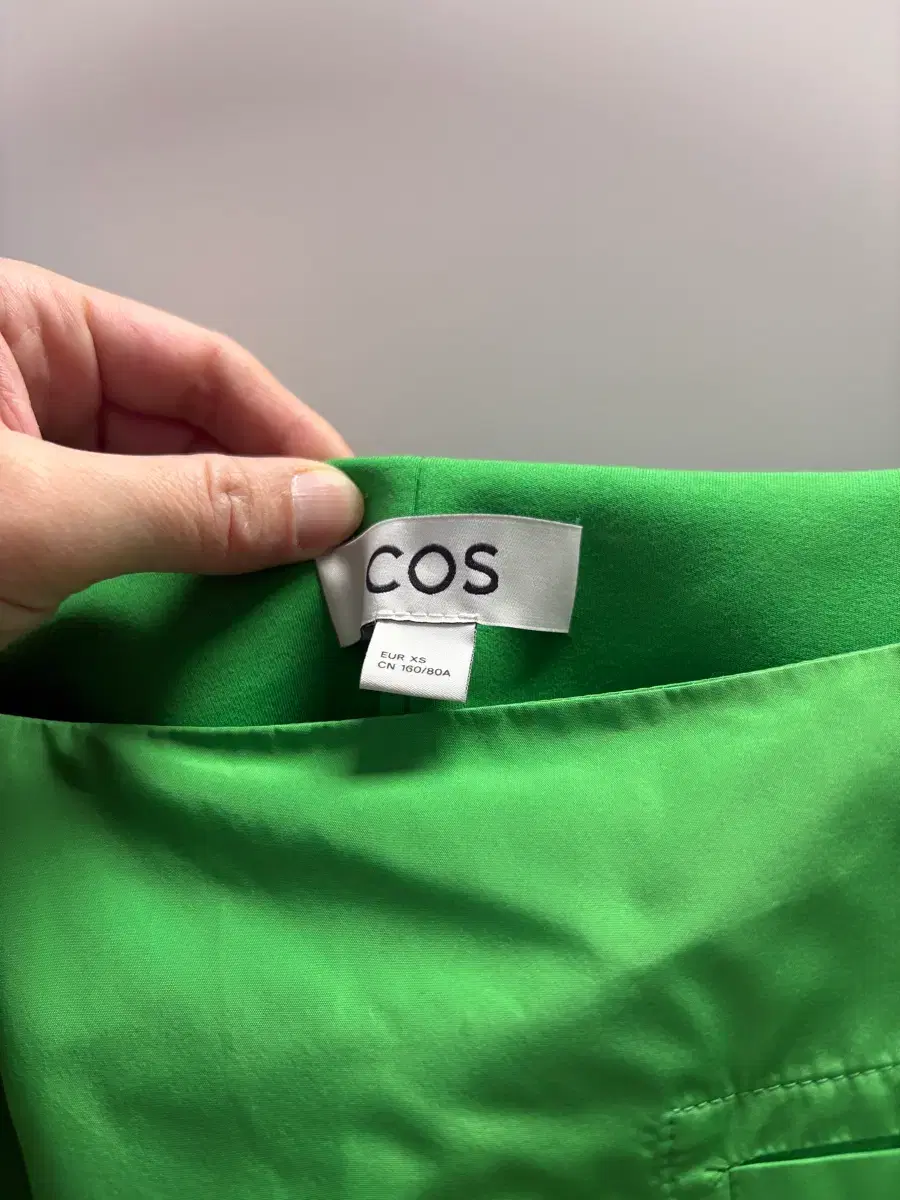 COS
EUR XS
CN 160/80A